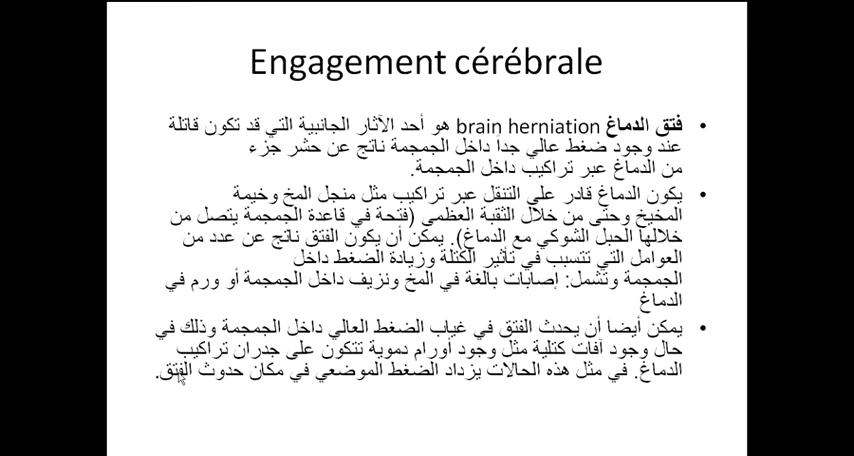 Engagement cérébrale
• فتق الدماغ brain herniation هو أحد الآثار الجانبية التي قد تكون قاتلة
عند وجود ضغط عالي جداً داخل الجمجمة ناتج عن حشر جزء
من الدماغ عبر تراكيب داخل الجمجمة.
• يكون الدماغ قادر على التنقل عبر تراكيب مثل منجل المخ وخيمة
المخيخ وحتى من خلال الثقبة العظمى (فتحة في قاعدة الجمجمة يتصل من
خلالها الحبل الشوكي مع الدماغ). يمكن أن يكون الفتق ناتج عن عدد من
العوامل التي تتسبب في تأثير الكتلة وزيادة الضغط داخل
الجمجمة وتشمل: إصابات بالغة في المخ ونزيف داخل الجمجمة أو ورم في
الدماغ
• يمكن أيضا أن يحدث الفتق في غياب الضغط العالي داخل الجمجمة وذلك في
حال وجود آفات كتلية مثل وجود أورام دموية تتكون على جدران تراكيب
الدماغ. في مثل هذه الحالات يزداد الضغط الموضعي في مكان حدوث الفتق.